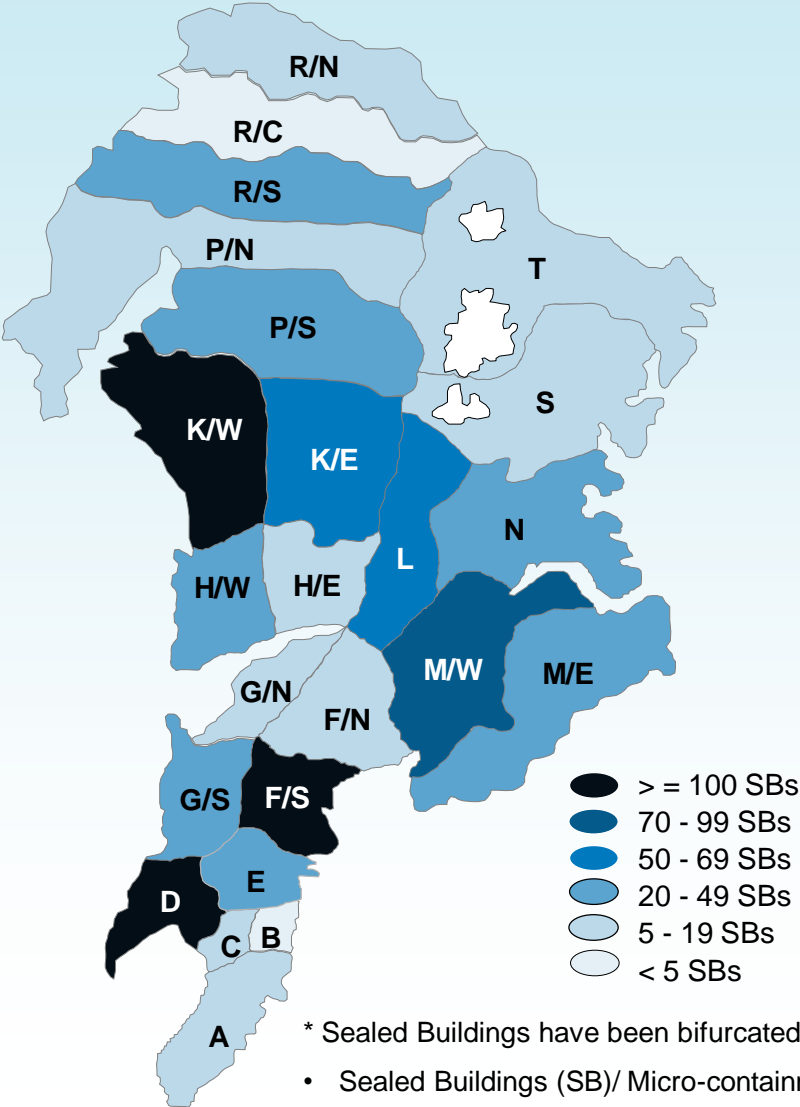 R/N
R/C
R/S
P/N
T
P/S
S
K/W
K/E
N
L
H/W
H/E
M/W
M/E
G/N
F/N
G/S
F/S
> = 100 SBs
70 - 99 SBs
50 - 69 SBs
20 - 49 SBs
5 - 19 SBs
< 5 SBs
E
D
B
C
A
* Sealed Buildings have been bifurcated
• Sealed Buildings (SB)/ Micro-contain